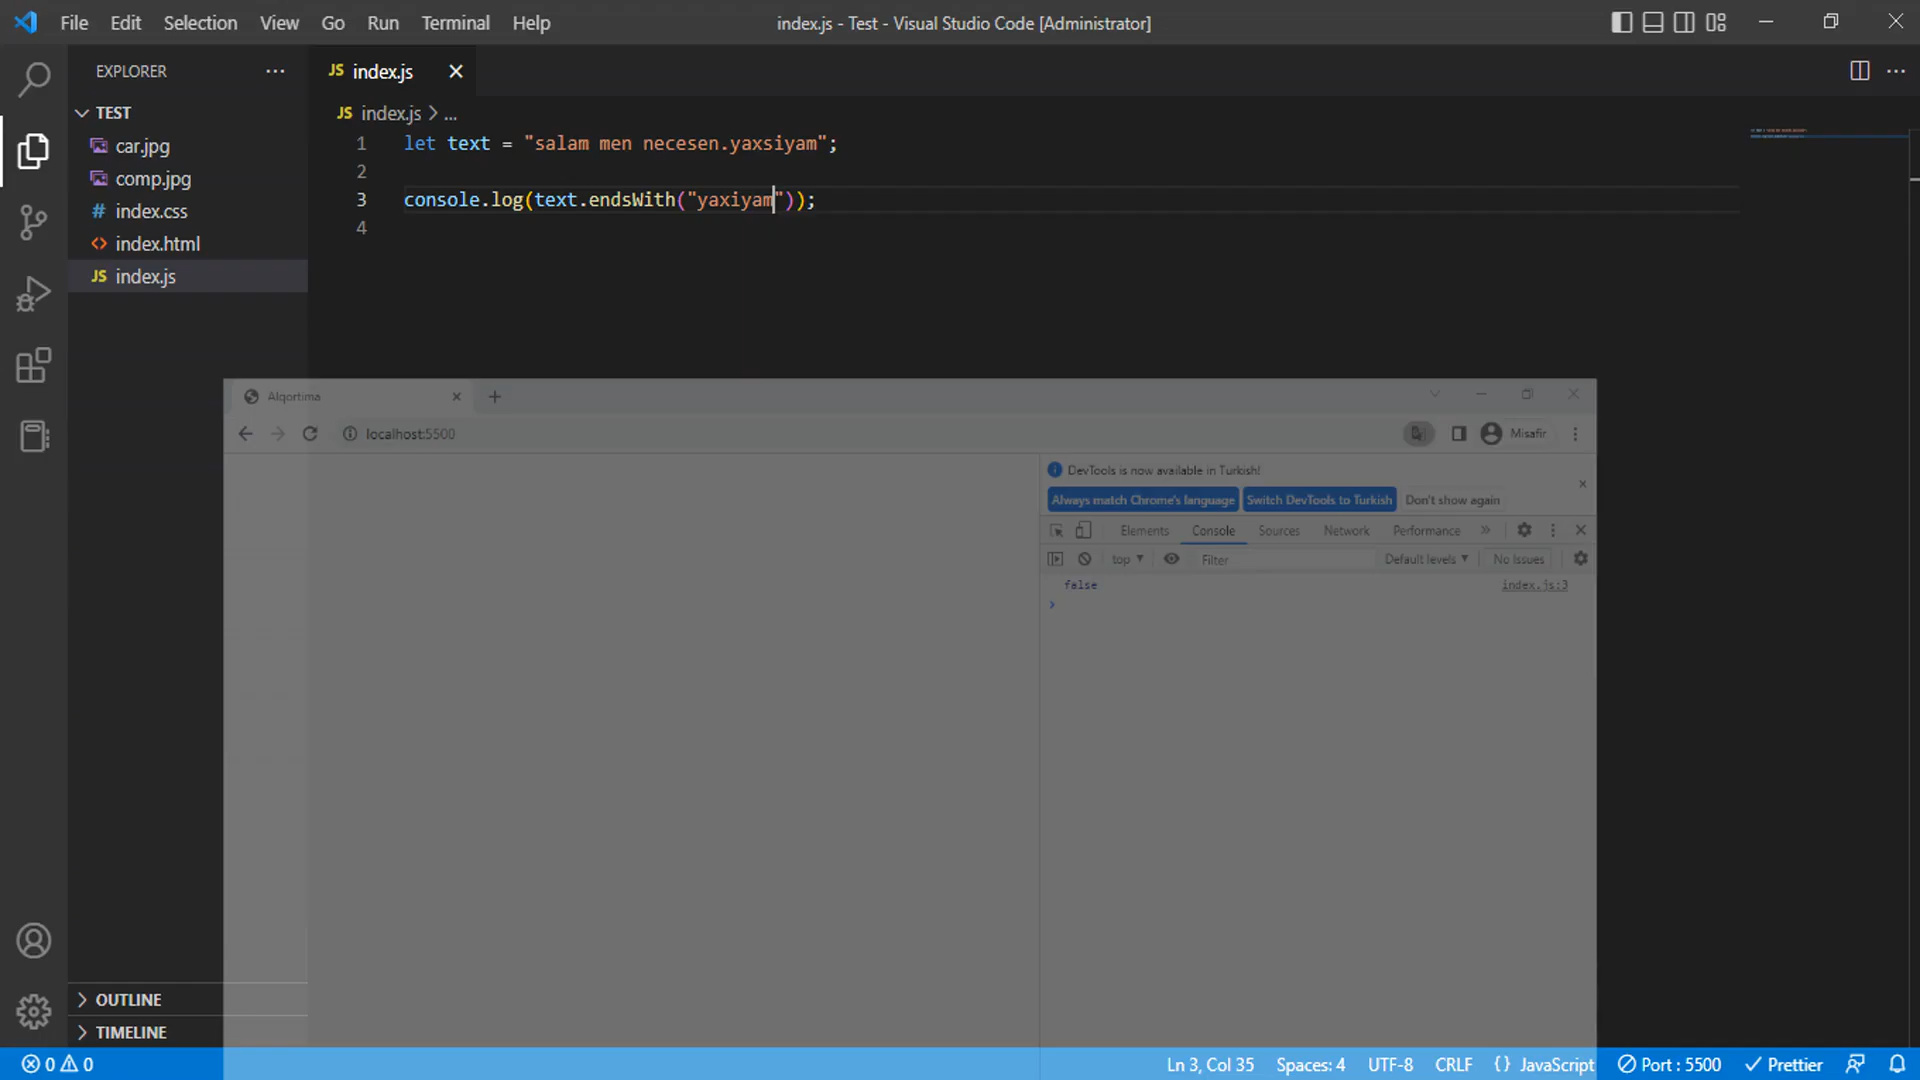 File Edit Selection View Go Run Terminal Help
index.js - Test - Visual Studio Code [Administrator]
EXPLORER
TEST
car.jpg
comp.jpg
# index.css
<> index.html
JS index.js
OUTLINE
TIMELINE
JS index.js
JS index.js > ...
1 let text = "salam men necesen.yaxsiyam";
2
3 console.log(text.endsWith("yaxiyam"));
4
Alqortima
localhost:5500
Misafir
DevTools is now available in Turkish!
Always match Chrome's language Switch DevTools to Turkish Don't show again
Elements Console Sources Network Performance »
top Filter Default levels No Issues
false index.js:3
0 0 Ln 3, Col 35 Spaces: 4 UTF-8 CRLF {} JavaScript Port : 5500 Prettier